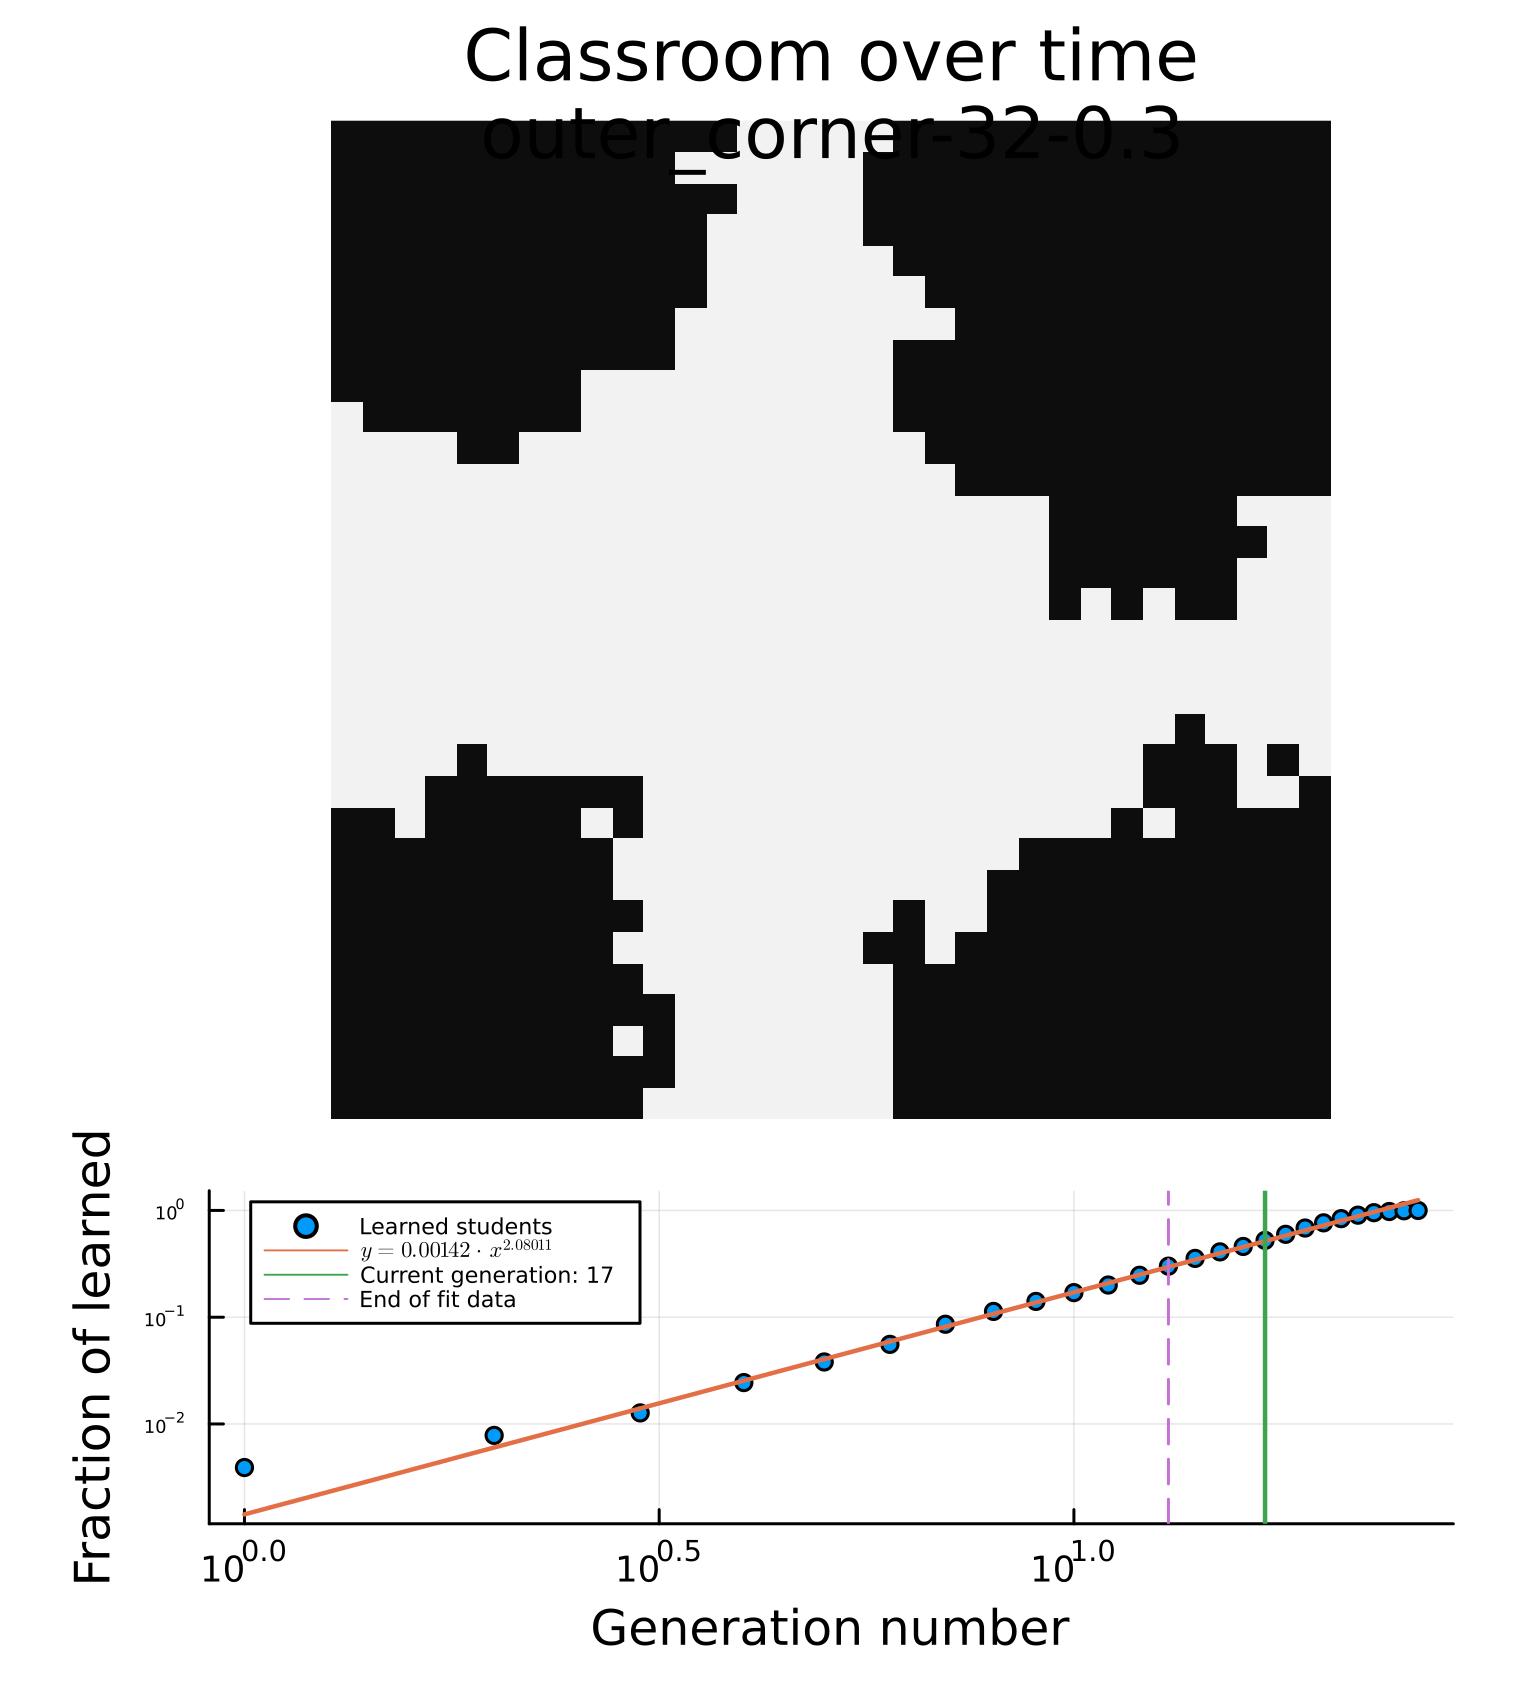 Classroom over time
outer_corner-32-0.3
Fraction of learned
10⁰
10⁻¹
10⁻²
Learned students
y = 0.00142 · x^2.08011
Current generation: 17
End of fit data
10^0.0
10^0.5
10^1.0
Generation number